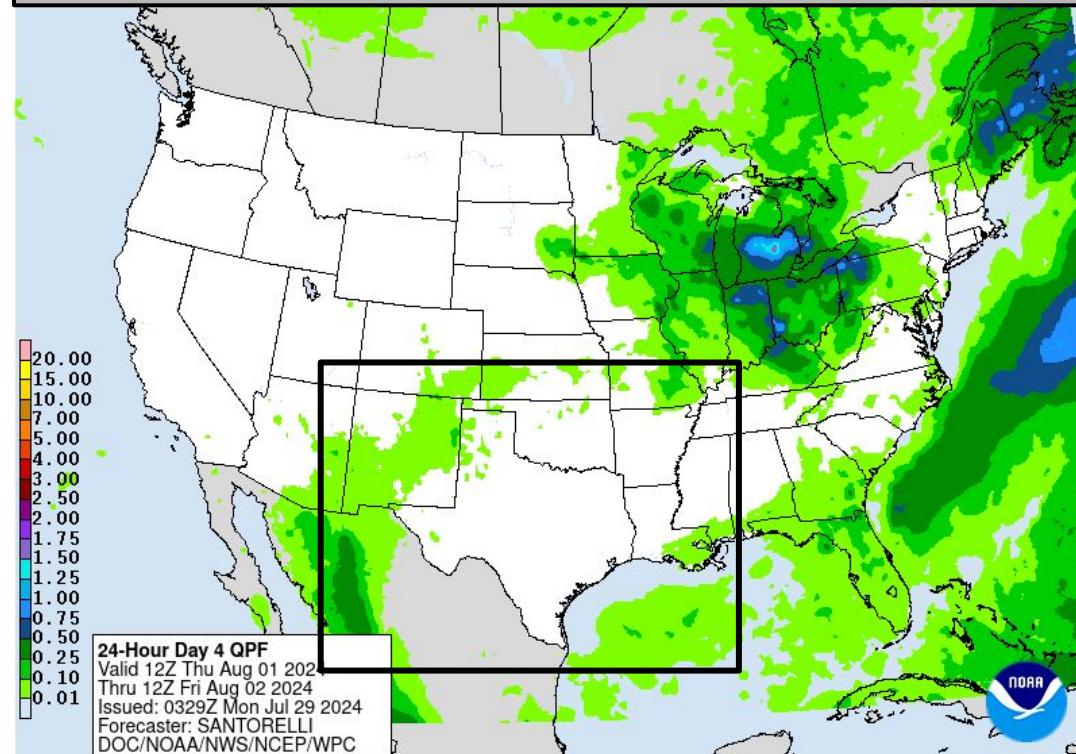 20.00
15.00
10.00
7.00
5.00
4.00
3.00
2.50
2.00
1.75
1.50
1.25
1.00
0.75
0.50
0.25
0.10
0.01
24-Hour Day 4 QPF
Valid 12Z Thu Aug 01 2024
Thru 12Z Fri Aug 02 2024
Issued: 0329Z Mon Jul 29 2024
Forecaster: SANTORELLI
DOC/NOAA/NWS/NCEP/WPC
NOAA